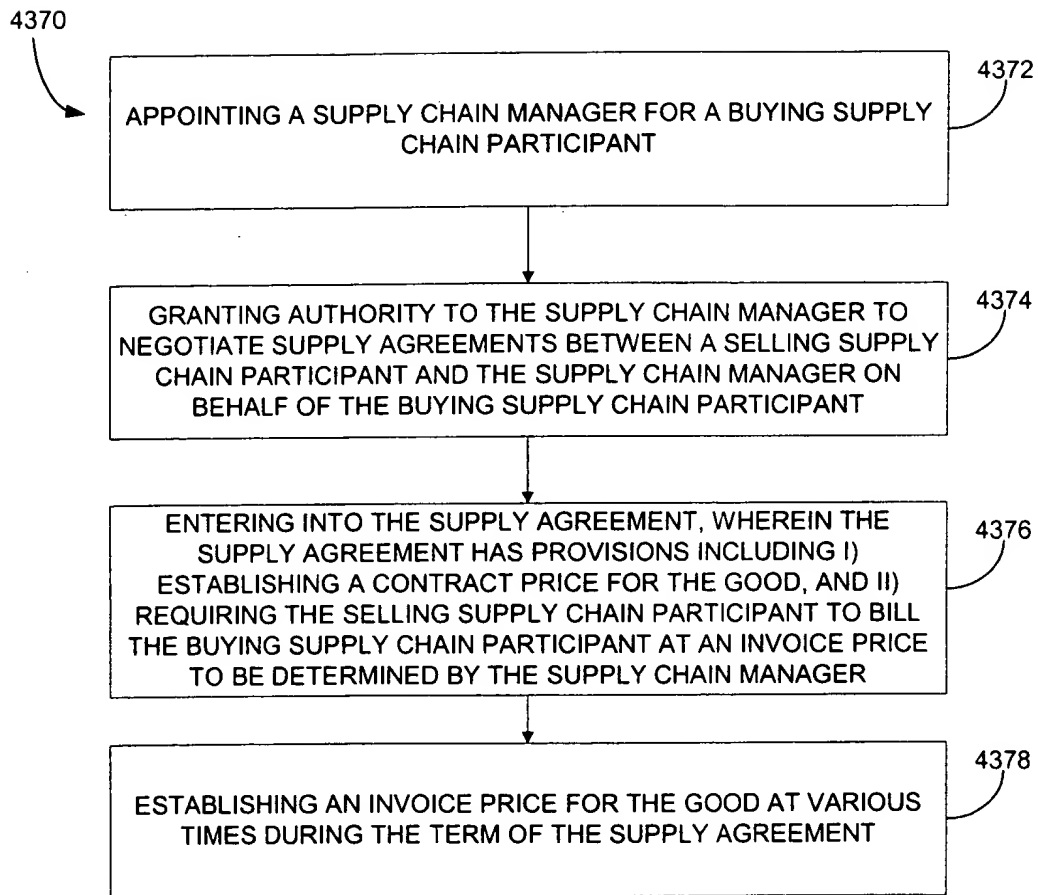 4370
4372
APPOINTING A SUPPLY CHAIN MANAGER FOR A BUYING SUPPLY
CHAIN PARTICIPANT
4374
GRANTING AUTHORITY TO THE SUPPLY CHAIN MANAGER TO
NEGOTIATE SUPPLY AGREEMENTS BETWEEN A SELLING SUPPLY
CHAIN PARTICIPANT AND THE SUPPLY CHAIN MANAGER ON
BEHALF OF THE BUYING SUPPLY CHAIN PARTICIPANT
4376
ENTERING INTO THE SUPPLY AGREEMENT, WHEREIN THE
SUPPLY AGREEMENT HAS PROVISIONS INCLUDING I)
ESTABLISHING A CONTRACT PRICE FOR THE GOOD, AND II)
REQUIRING THE SELLING SUPPLY CHAIN PARTICIPANT TO BILL
THE BUYING SUPPLY CHAIN PARTICIPANT AT AN INVOICE PRICE
TO BE DETERMINED BY THE SUPPLY CHAIN MANAGER
4378
ESTABLISHING AN INVOICE PRICE FOR THE GOOD AT VARIOUS
TIMES DURING THE TERM OF THE SUPPLY AGREEMENT